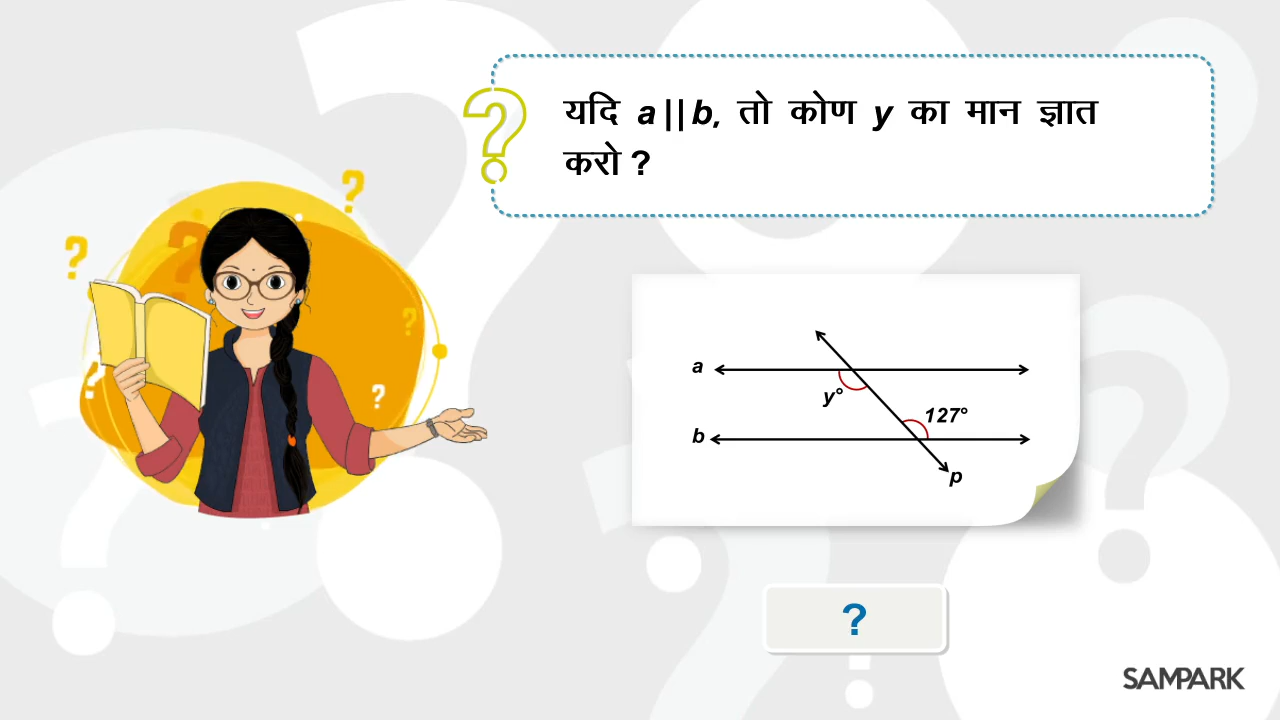 यदि a||b, तो कोण y का मान ज्ञात
करो ?
a
y°
127°
b
p
?
SAMPARK